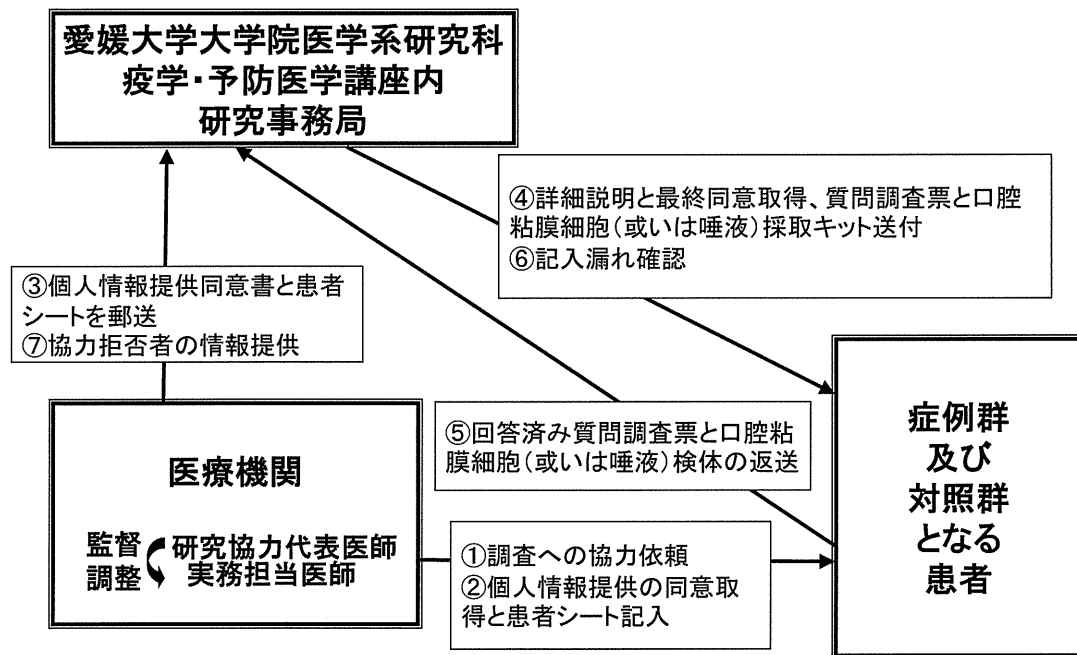 愛媛大学大学院医学系研究科
疫学・予防医学講座内
研究事務局
④詳細説明と最終同意取得、質問調査票と口腔
粘膜細胞（或いは唾液）採取キット送付
⑥記入漏れ確認
③個人情報提供同意書と患者
シートを郵送
⑦協力拒否者の情報提供
⑤回答済み質問調査票と口腔粘
膜細胞（或いは唾液）検体の返送
症例群
及び
対照群
となる
患者
医療機関
監督
調整
研究協力代表医師
実務担当医師
①調査への協力依頼
②個人情報提供の同意取
得と患者シート記入